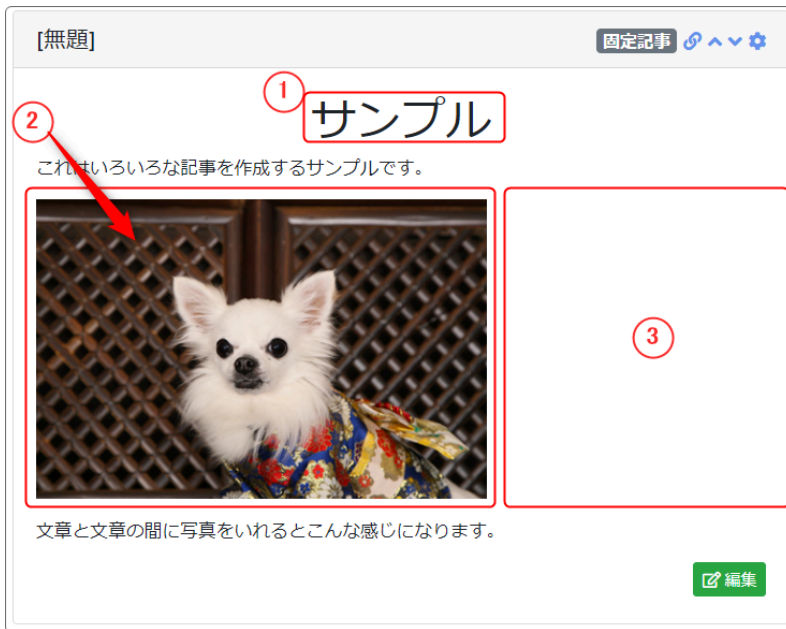 [無題]
固定記事
1
サンプル
2
これはいろいろな記事を作成するサンプルです。
3
文章と文章の間に写真をいれるとこんな感じになります。
編集